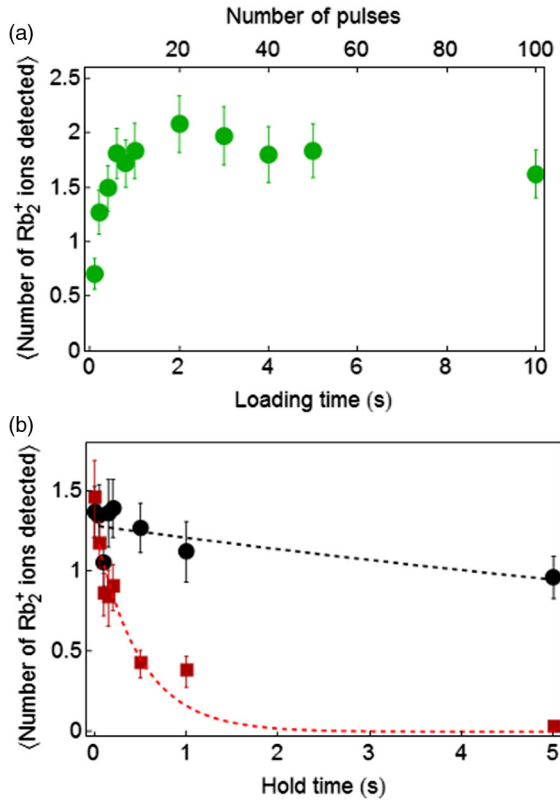 (a)
Number of pulses
0 20 40 60 80 100
⟨Number of Rb₂⁺ ions detected⟩
2.5
2
1.5
1
0.5
0
0 2 4 6 8 10
Loading time (s)
(b)
⟨Number of Rb₂⁺ ions detected⟩
1.5
1
0.5
0
0 1 2 3 4 5
Hold time (s)